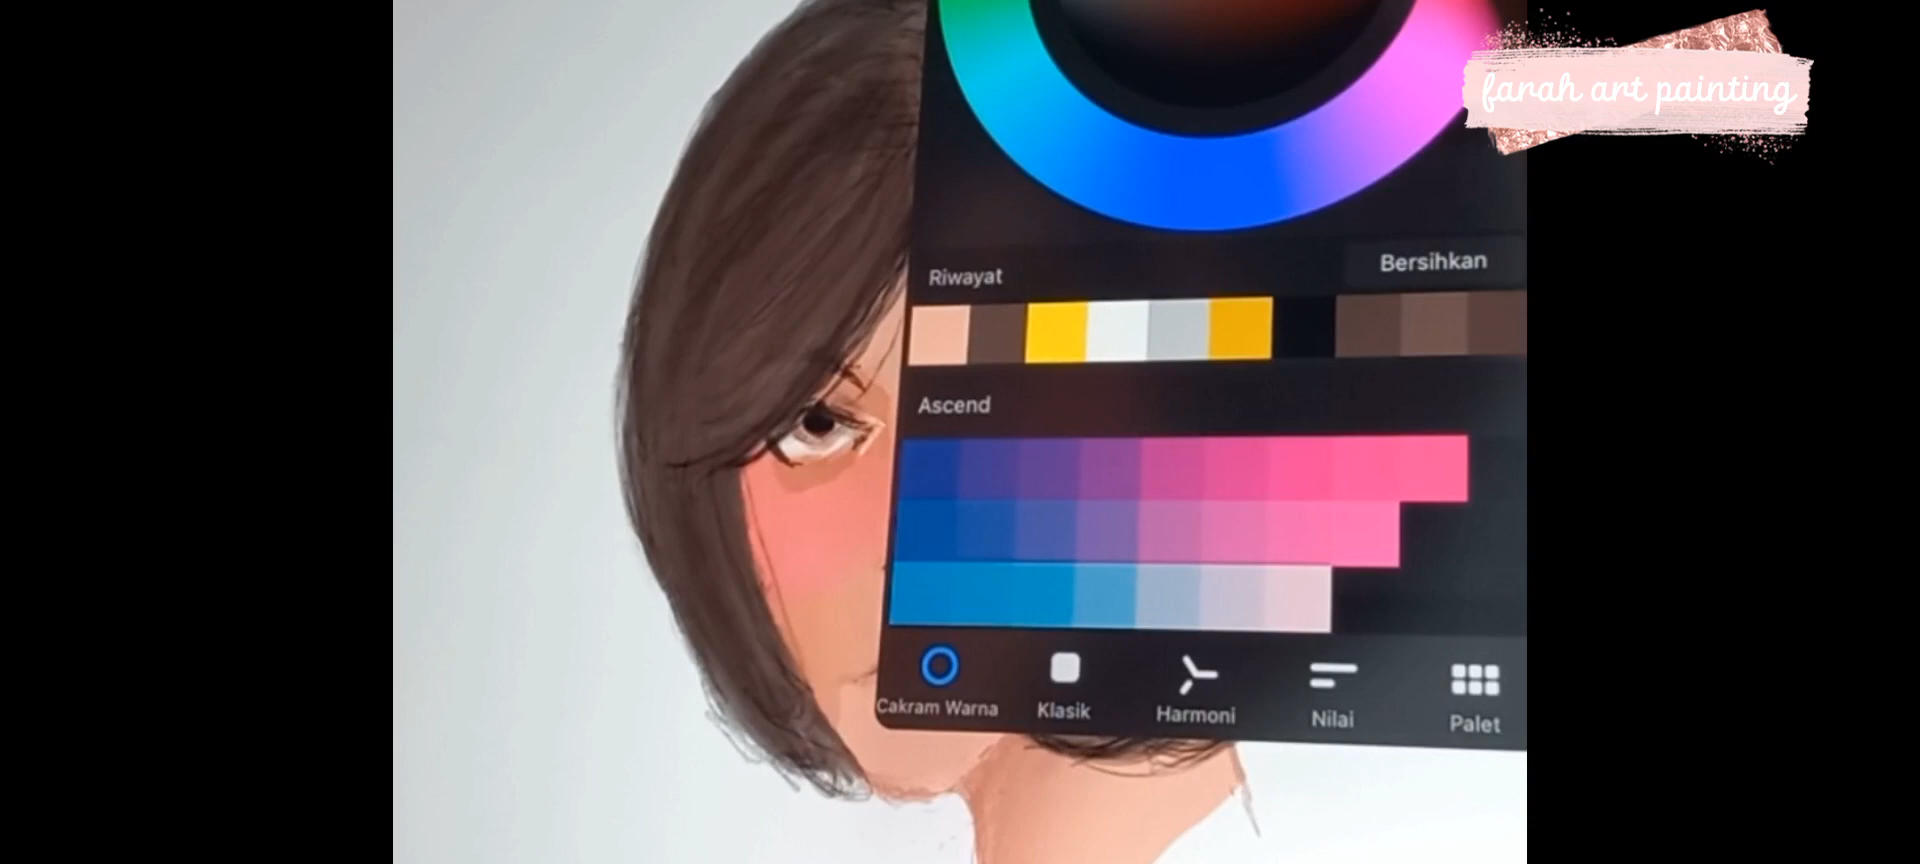 farah art painting
Bersihkan
Riwayat
Ascend
Cakram Warna
Klasik
Harmoni
Nilai
Palet